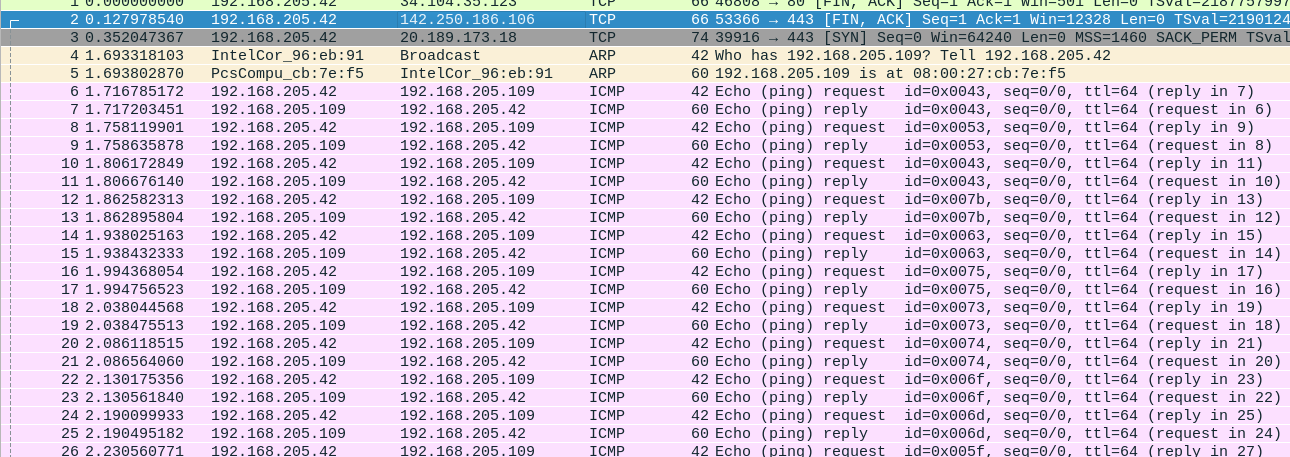 1 0.000000000 192.168.205.42 34.104.35.123 TCP 66 46808 → 80 [FIN, ACK] Seq=1 Ack=1 Win=501 Len=0 TSval=2187757997
2 0.127978540 192.168.205.42 142.250.186.106 TCP 66 53366 → 443 [FIN, ACK] Seq=1 Ack=1 Win=12328 Len=0 TSval=2190124
3 0.352047367 192.168.205.42 20.189.173.18 TCP 74 39916 → 443 [SYN] Seq=0 Win=64240 Len=0 MSS=1460 SACK_PERM TSval
4 1.693318103 IntelCor_96:eb:91 Broadcast ARP 42 Who has 192.168.205.109? Tell 192.168.205.42
5 1.693802870 PcsCompu_cb:7e:f5 IntelCor_96:eb:91 ARP 60 192.168.205.109 is at 08:00:27:cb:7e:f5
6 1.716785172 192.168.205.42 192.168.205.109 ICMP 42 Echo (ping) request id=0x0043, seq=0/0, ttl=64 (reply in 7)
7 1.717203451 192.168.205.109 192.168.205.42 ICMP 60 Echo (ping) reply id=0x0043, seq=0/0, ttl=64 (request in 6)
8 1.758119901 192.168.205.42 192.168.205.109 ICMP 42 Echo (ping) request id=0x0053, seq=0/0, ttl=64 (reply in 9)
9 1.758635878 192.168.205.109 192.168.205.42 ICMP 60 Echo (ping) reply id=0x0053, seq=0/0, ttl=64 (request in 8)
10 1.806172849 192.168.205.42 192.168.205.109 ICMP 42 Echo (ping) request id=0x0043, seq=0/0, ttl=64 (reply in 11)
11 1.806676140 192.168.205.109 192.168.205.42 ICMP 60 Echo (ping) reply id=0x0043, seq=0/0, ttl=64 (request in 10)
12 1.862582313 192.168.205.42 192.168.205.109 ICMP 42 Echo (ping) request id=0x007b, seq=0/0, ttl=64 (reply in 13)
13 1.862895804 192.168.205.109 192.168.205.42 ICMP 60 Echo (ping) reply id=0x007b, seq=0/0, ttl=64 (request in 12)
14 1.938025163 192.168.205.42 192.168.205.109 ICMP 42 Echo (ping) request id=0x0063, seq=0/0, ttl=64 (reply in 15)
15 1.938432333 192.168.205.109 192.168.205.42 ICMP 60 Echo (ping) reply id=0x0063, seq=0/0, ttl=64 (request in 14)
16 1.994368054 192.168.205.42 192.168.205.109 ICMP 42 Echo (ping) request id=0x0075, seq=0/0, ttl=64 (reply in 17)
17 1.994756523 192.168.205.109 192.168.205.42 ICMP 60 Echo (ping) reply id=0x0075, seq=0/0, ttl=64 (request in 16)
18 2.038044568 192.168.205.42 192.168.205.109 ICMP 42 Echo (ping) request id=0x0073, seq=0/0, ttl=64 (reply in 19)
19 2.038475513 192.168.205.109 192.168.205.42 ICMP 60 Echo (ping) reply id=0x0073, seq=0/0, ttl=64 (request in 18)
20 2.086118515 192.168.205.42 192.168.205.109 ICMP 42 Echo (ping) request id=0x0074, seq=0/0, ttl=64 (reply in 21)
21 2.086564060 192.168.205.109 192.168.205.42 ICMP 60 Echo (ping) reply id=0x0074, seq=0/0, ttl=64 (request in 20)
22 2.130175356 192.168.205.42 192.168.205.109 ICMP 42 Echo (ping) request id=0x006f, seq=0/0, ttl=64 (reply in 23)
23 2.130561840 192.168.205.109 192.168.205.42 ICMP 60 Echo (ping) reply id=0x006f, seq=0/0, ttl=64 (request in 22)
24 2.190099933 192.168.205.42 192.168.205.109 ICMP 42 Echo (ping) request id=0x006d, seq=0/0, ttl=64 (reply in 25)
25 2.190495182 192.168.205.109 192.168.205.42 ICMP 60 Echo (ping) reply id=0x006d, seq=0/0, ttl=64 (request in 24)
26 2.230560771 192.168.205.42 192.168.205.109 ICMP 42 Echo (ping) request id=0x005f, seq=0/0, ttl=64 (reply in 27)